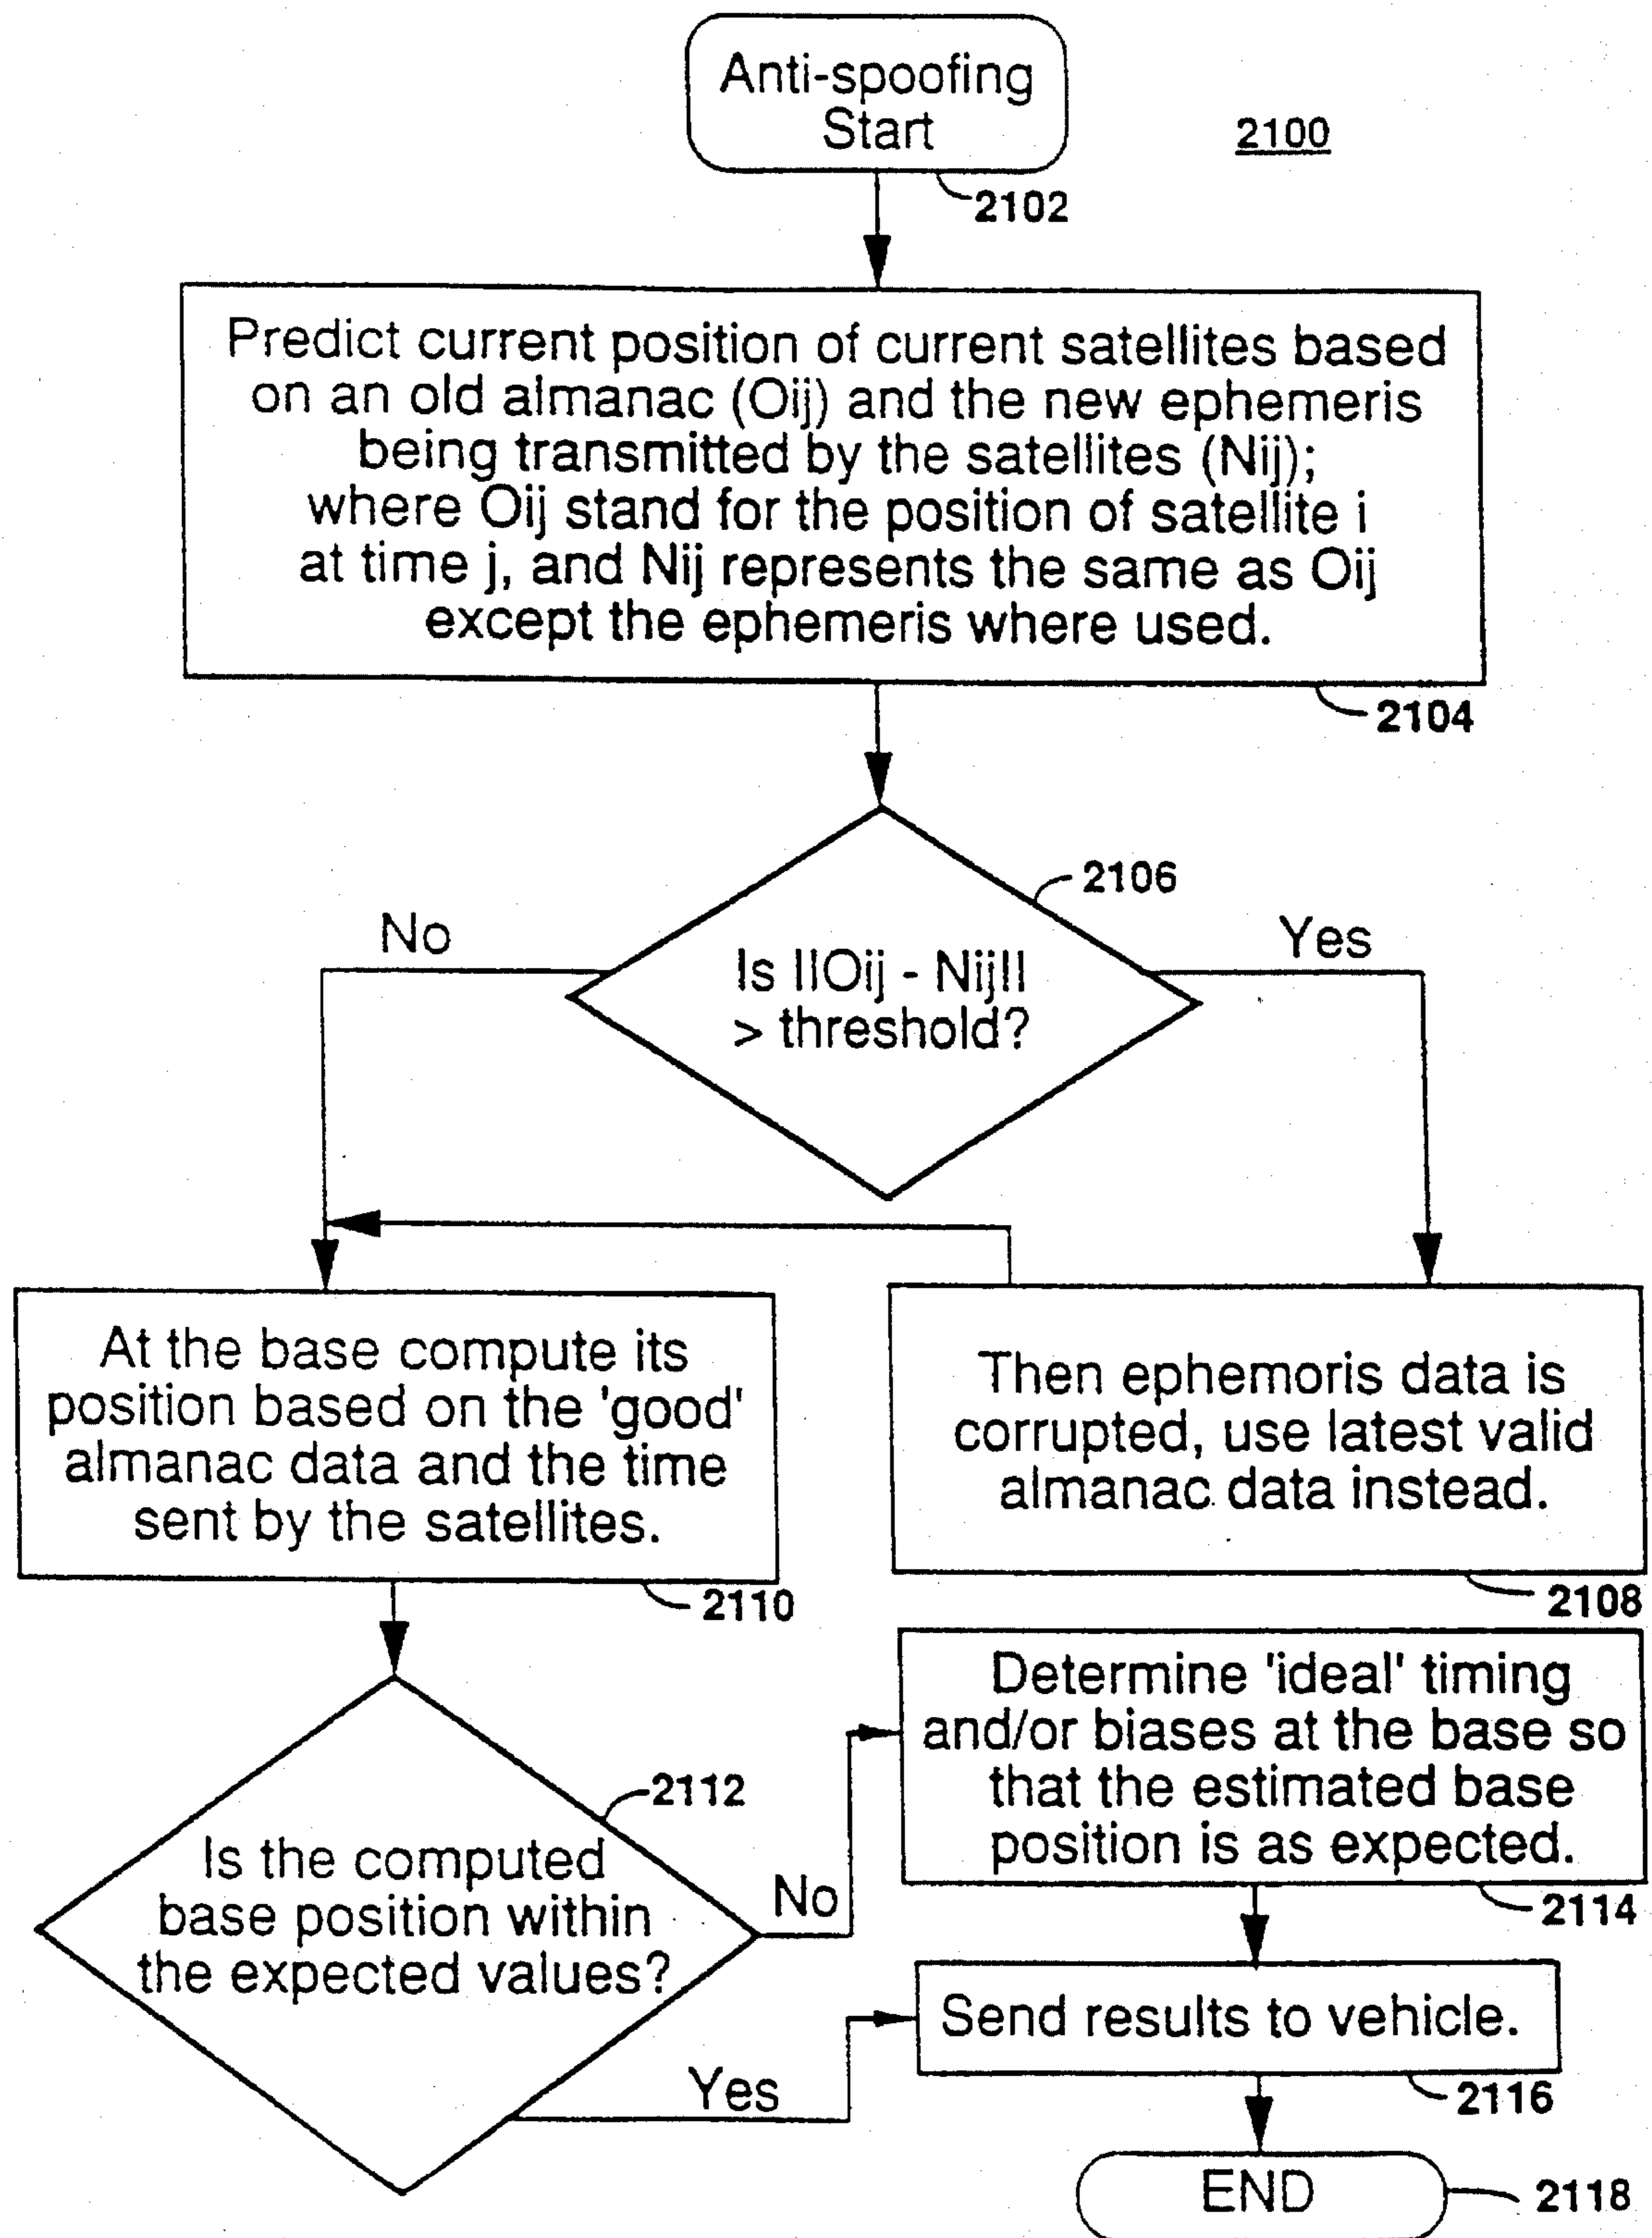 Anti-spoofing
Start
2100
2102
Predict current position of current satellites based
on an old almanac (Oij) and the new ephemeris
being transmitted by the satellites (Nij);
where Oij stand for the position of satellite i
at time j, and Nij represents the same as Oij
except the ephemeris where used.
2104
2106
No
Yes
Is llOij - Nijll
> threshold?
At the base compute its
position based on the 'good'
almanac data and the time
sent by the satellites.
2110
Then ephemoris data is
corrupted, use latest valid
almanac data instead.
2108
Determine 'ideal' timing
and/or biases at the base so
that the estimated base
position is as expected.
2114
2112
Is the computed
base position within
the expected values?
No
Yes
Send results to vehicle.
2116
END
2118